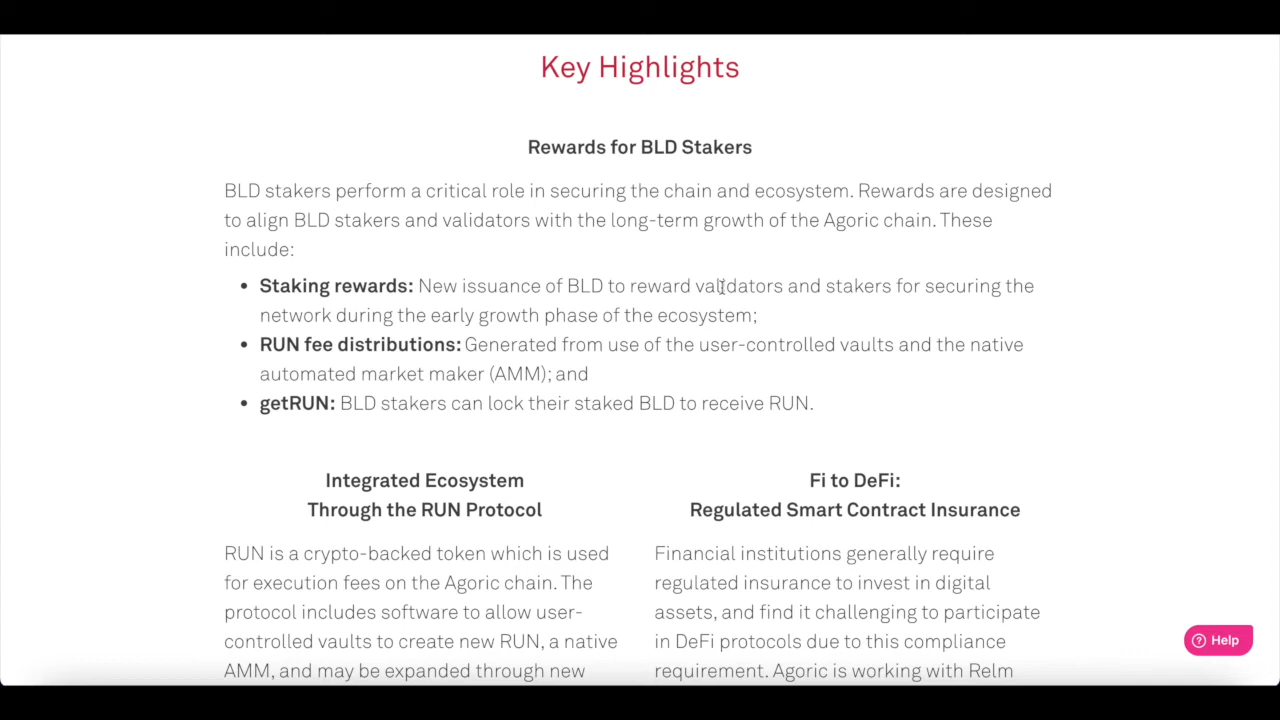 Key Highlights
Rewards for BLD Stakers
BLD stakers perform a critical role in securing the chain and ecosystem. Rewards are designed
to align BLD stakers and validators with the long-term growth of the Agoric chain. These
include:
• Staking rewards: New issuance of BLD to reward validators and stakers for securing the
network during the early growth phase of the ecosystem;
• RUN fee distributions: Generated from use of the user-controlled vaults and the native
automated market maker (AMM); and
• getRUN: BLD stakers can lock their staked BLD to receive RUN.
Integrated Ecosystem
Through the RUN Protocol
RUN is a crypto-backed token which is used
for execution fees on the Agoric chain. The
protocol includes software to allow user-
controlled vaults to create new RUN, a native
AMM, and may be expanded through new
Fi to DeFi:
Regulated Smart Contract Insurance
Financial institutions generally require
regulated insurance to invest in digital
assets, and find it challenging to participate
in DeFi protocols due to this compliance
requirement. Agoric is working with Relm
Help